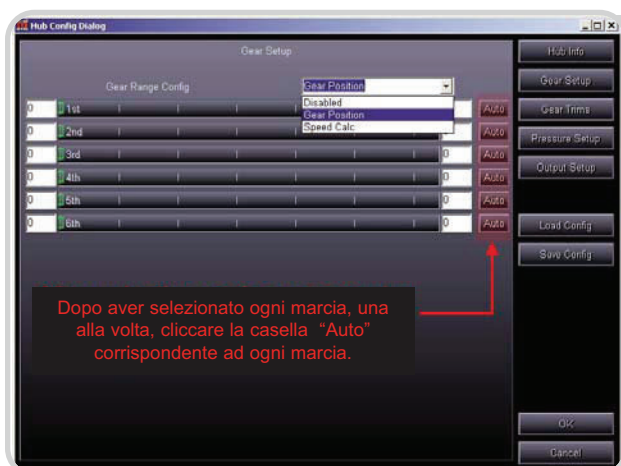 Hub Config Dialog
Gear Setup
Hub Info
Gear Range Config
Gear Position
Gear Setup
Disabled
Gear Position
Speed Calc
0 1st Auto
Gear Trims
0 2nd 0 Auto
Pressure Setup
0 3rd 0 Auto
0 4th 0 Auto
Output Setup
0 5th 0 Auto
0 6th 0 Auto
Load Config
Save Config
Dopo aver selezionato ogni marcia, una
alla volta, cliccare la casella “Auto”
corrispondente ad ogni marcia.
OK
Cancel